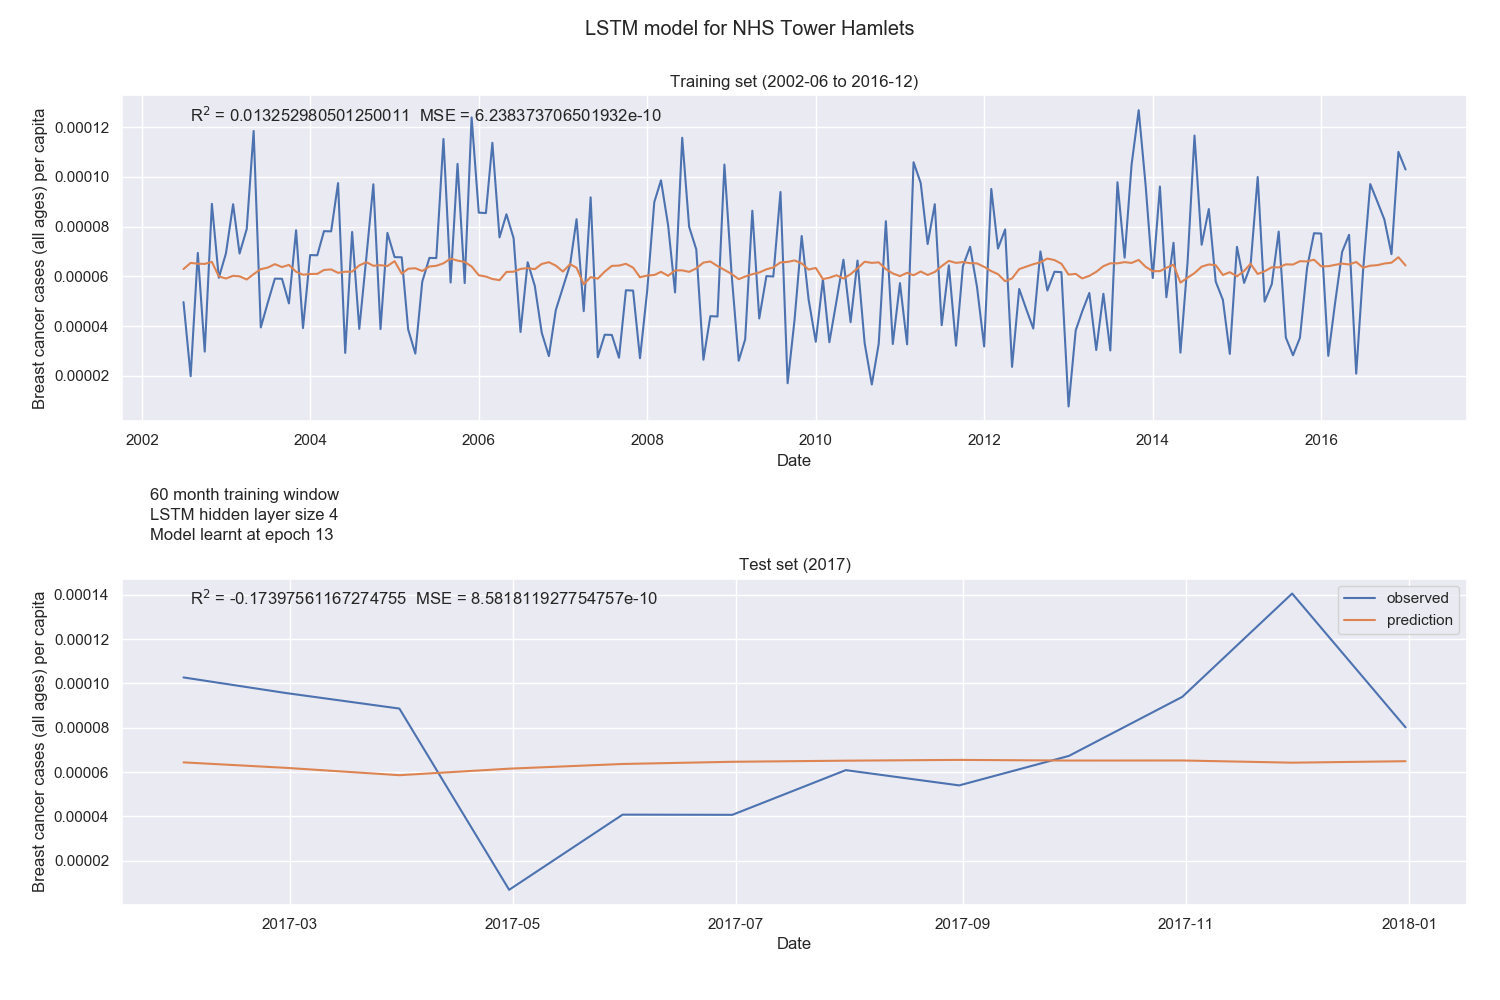 LSTM model for NHS Tower Hamlets
Training set (2002-06 to 2016-12)
R² = 0.013252980501250011 MSE = 6.238373706501932e-10
Breast cancer cases (all ages) per capita
0.00012
0.00010
0.00008
0.00006
0.00004
0.00002
2002 2004 2006 2008 2010 2012 2014 2016
Date
60 month training window
LSTM hidden layer size 4
Model learnt at epoch 13
Test set (2017)
R² = -0.17397561167274755 MSE = 8.581811927754757e-10
observed
prediction
Breast cancer cases (all ages) per capita
0.00014
0.00012
0.00010
0.00008
0.00006
0.00004
0.00002
2017-03 2017-05 2017-07 2017-09 2017-11 2018-01
Date